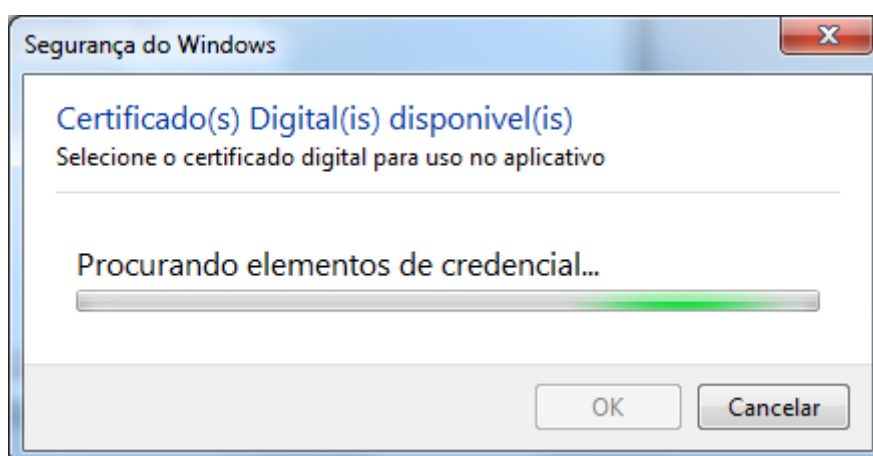 Segurança do Windows
Certificado(s) Digital(is) disponivel(is)
Selecione o certificado digital para uso no aplicativo
Procurando elementos de credencial...
OK
Cancelar